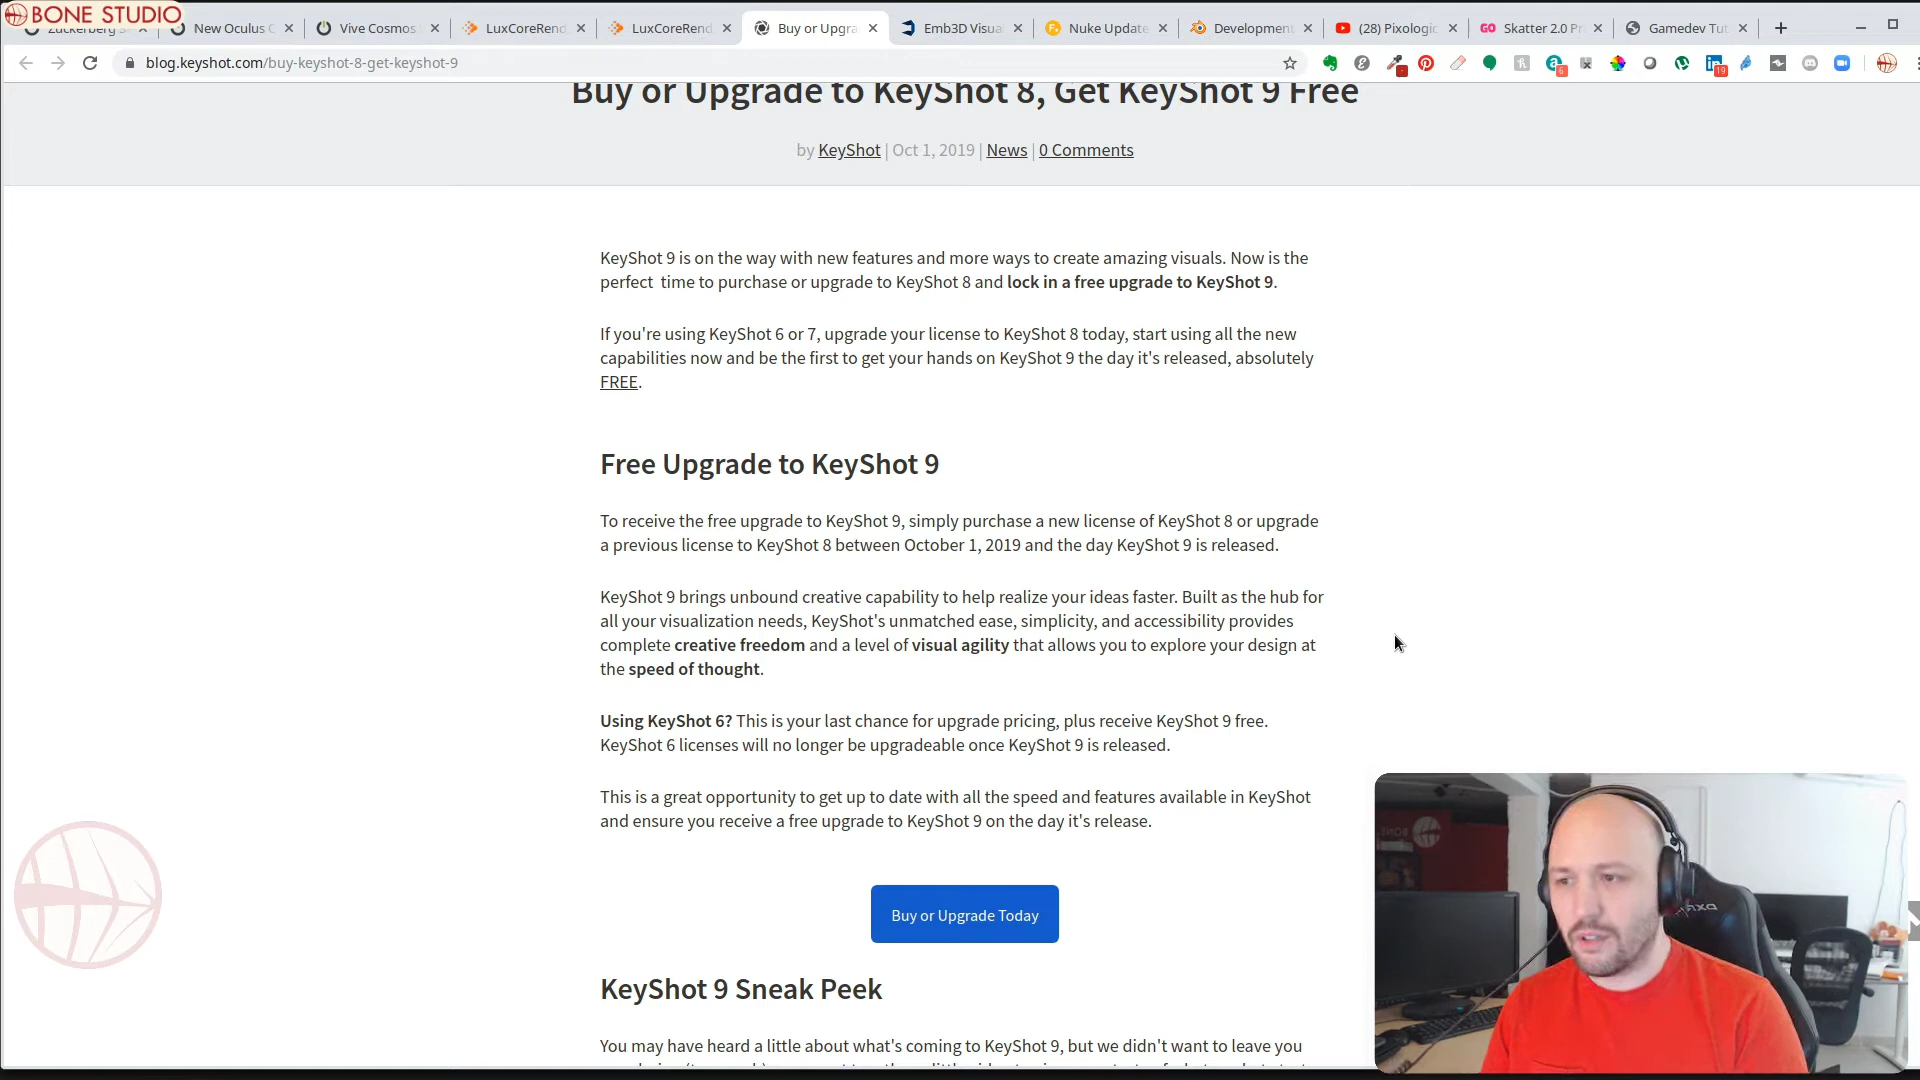 BONE STUDIO
Zuckerberg
New Oculus
Vive Cosmos
LuxCoreRend
LuxCoreRend
Buy or Upgra
Emb3D Visua
Nuke Update
Development
(28) Pixologic
GO Skatter 2.0 Pr
Gamedev Tut
blog.keyshot.com/buy-keyshot-8-get-keyshot-9
6
19
Buy or Upgrade to KeyShot 8, Get KeyShot 9 Free
by KeyShot | Oct 1, 2019 | News | 0 Comments
KeyShot 9 is on the way with new features and more ways to create amazing visuals. Now is the
perfect time to purchase or upgrade to KeyShot 8 and lock in a free upgrade to KeyShot 9.
If you're using KeyShot 6 or 7, upgrade your license to KeyShot 8 today, start using all the new
capabilities now and be the first to get your hands on KeyShot 9 the day it's released, absolutely
FREE.
Free Upgrade to KeyShot 9
To receive the free upgrade to KeyShot 9, simply purchase a new license of KeyShot 8 or upgrade
a previous license to KeyShot 8 between October 1, 2019 and the day KeyShot 9 is released.
KeyShot 9 brings unbound creative capability to help realize your ideas faster. Built as the hub for
all your visualization needs, KeyShot's unmatched ease, simplicity, and accessibility provides
complete creative freedom and a level of visual agility that allows you to explore your design at
the speed of thought.
Using KeyShot 6? This is your last chance for upgrade pricing, plus receive KeyShot 9 free.
KeyShot 6 licenses will no longer be upgradeable once KeyShot 9 is released.
This is a great opportunity to get up to date with all the speed and features available in KeyShot
and ensure you receive a free upgrade to KeyShot 9 on the day it's release.
Buy or Upgrade Today
KeyShot 9 Sneak Peek
You may have heard a little about what's coming to KeyShot 9, but we didn't want to leave you